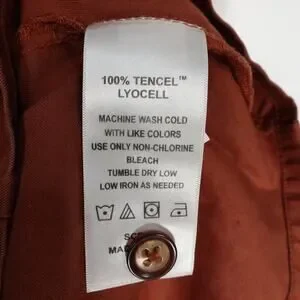 100% TENCEL™
LYOCELL
MACHINE WASH COLD
WITH LIKE COLORS
USE ONLY NON-CHLORINE
BLEACH
TUMBLE DRY LOW
LOW IRON AS NEEDED